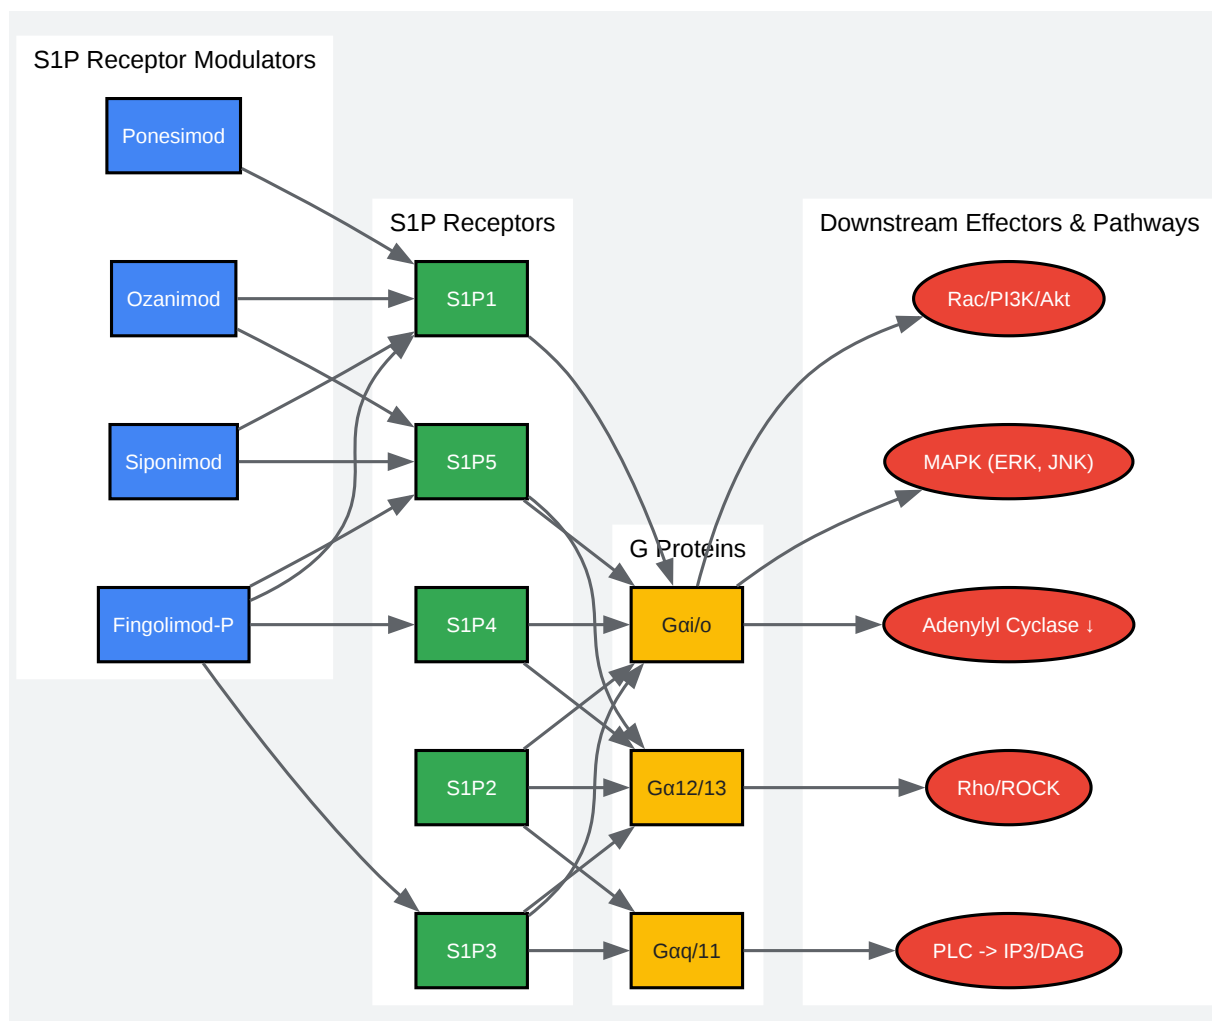 S1P Receptor Modulators
Ponesimod
Ozanimod
Siponimod
Fingolimod-P
S1P Receptors
S1P1
S1P5
S1P4
S1P2
S1P3
G Proteins
Gαi/o
Gα12/13
Gαq/11
Downstream Effectors & Pathways
Rac/PI3K/Akt
MAPK (ERK, JNK)
Adenylyl Cyclase ↓
Rho/ROCK
PLC -> IP3/DAG